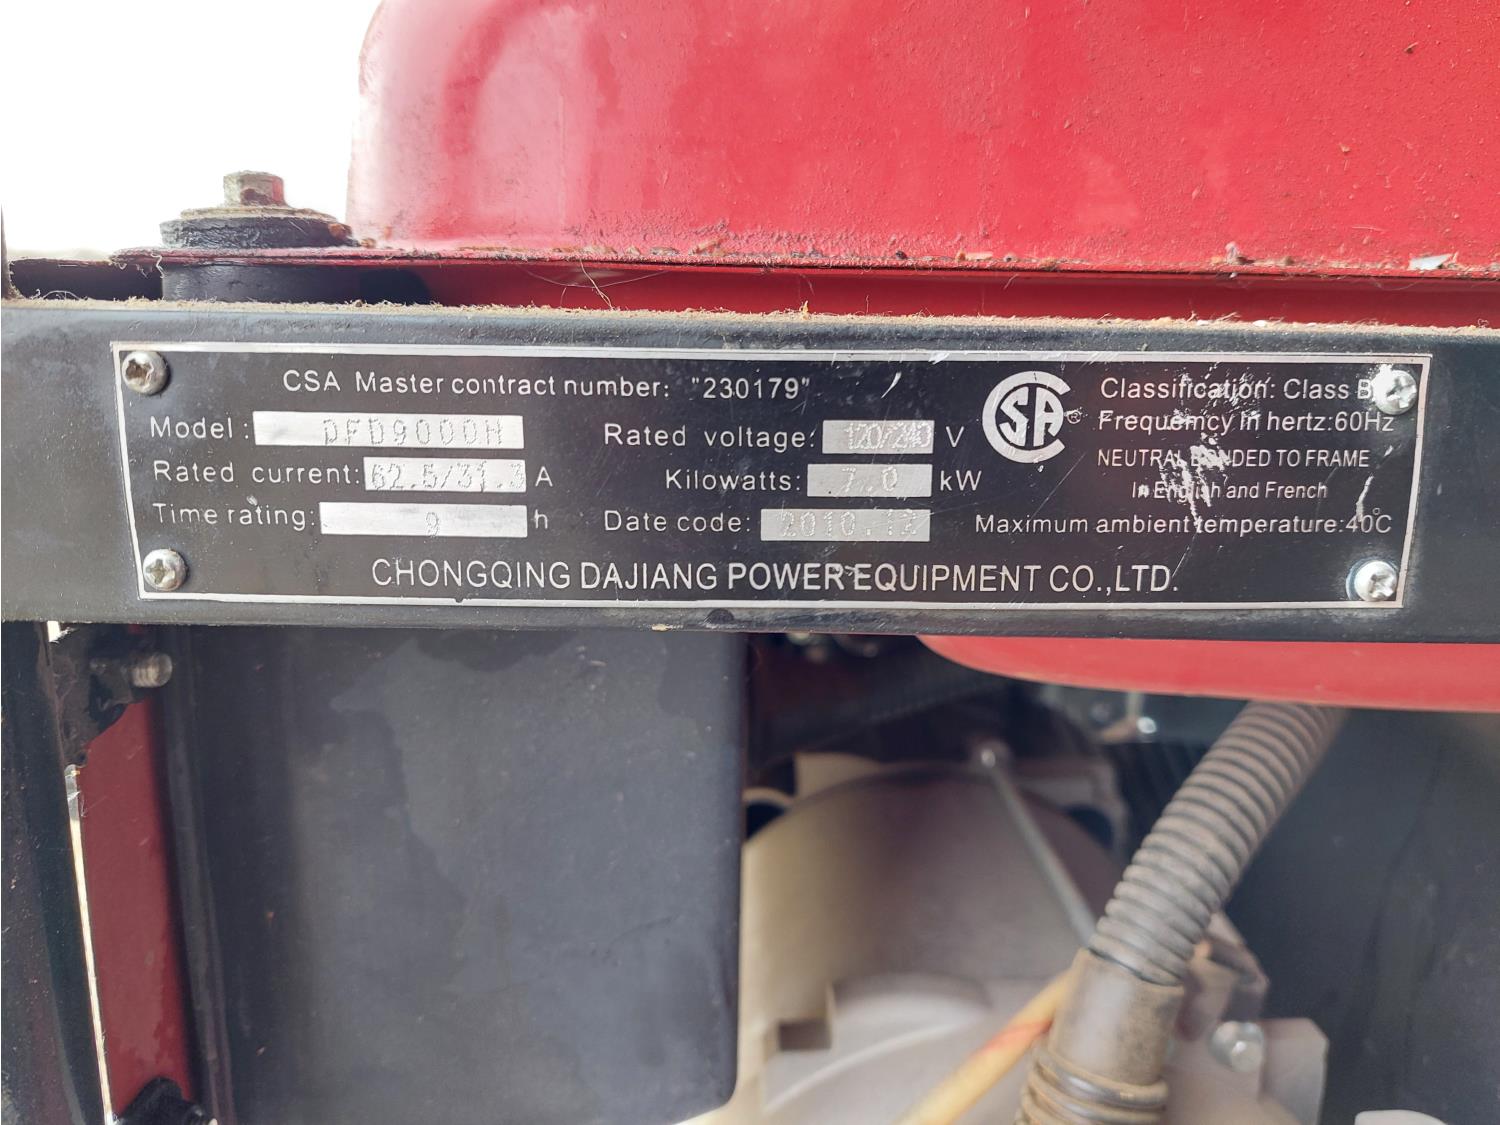 CSA Master contract number: "230179"
Model: DFD9000H
Rated voltage: 120/240 V
Rated current: 62.5/31.3 A
Kilowatts: 7.0 kW
Time rating: 9 h
Date code: 2010.12
CSA ®
Classification: Class B
Frequency in hertz:60Hz
NEUTRAL BONDED TO FRAME
In English and French
Maximum ambient temperature:40°C
CHONGQING DAJIANG POWER EQUIPMENT CO.,LTD.